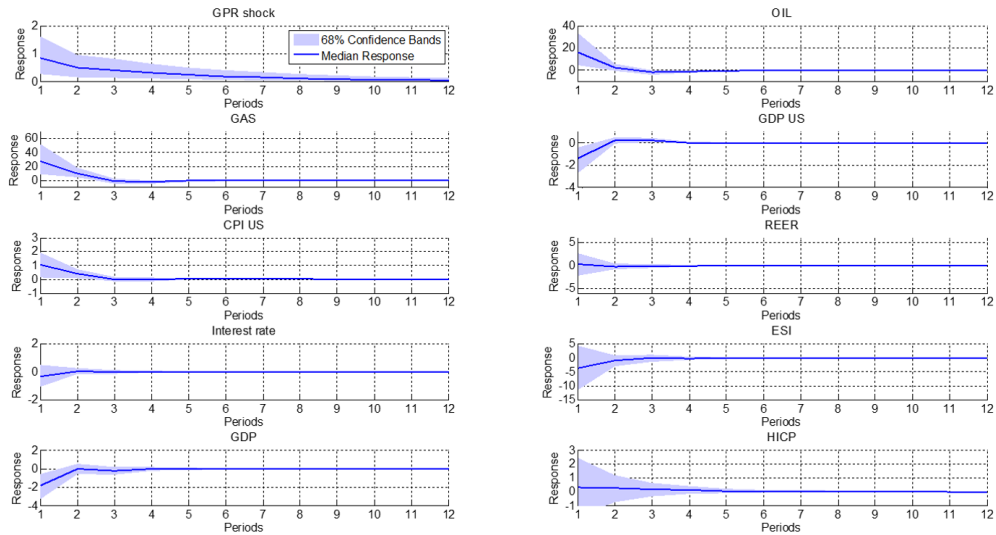 GPR shock
Response
2
1
0
68% Confidence Bands
Median Response
1 2 3 4 5 6 7 8 9 10 11 12
Periods
OIL
Response
40
20
0
1 2 3 4 5 6 7 8 9 10 11 12
Periods
GAS
Response
60
40
20
0
1 2 3 4 5 6 7 8 9 10 11 12
Periods
GDP US
Response
0
-2
-4
1 2 3 4 5 6 7 8 9 10 11 12
Periods
CPI US
Response
3
2
1
0
-1
1 2 3 4 5 6 7 8 9 10 11 12
Periods
REER
Response
5
0
-5
1 2 3 4 5 6 7 8 9 10 11 12
Periods
Interest rate
Response
2
0
-2
1 2 3 4 5 6 7 8 9 10 11 12
Periods
ESI
Response
5
0
-5
-10
-15
1 2 3 4 5 6 7 8 9 10 11 12
Periods
GDP
Response
2
0
-2
-4
1 2 3 4 5 6 7 8 9 10 11 12
Periods
HICP
Response
3
2
1
0
-1
1 2 3 4 5 6 7 8 9 10 11 12
Periods